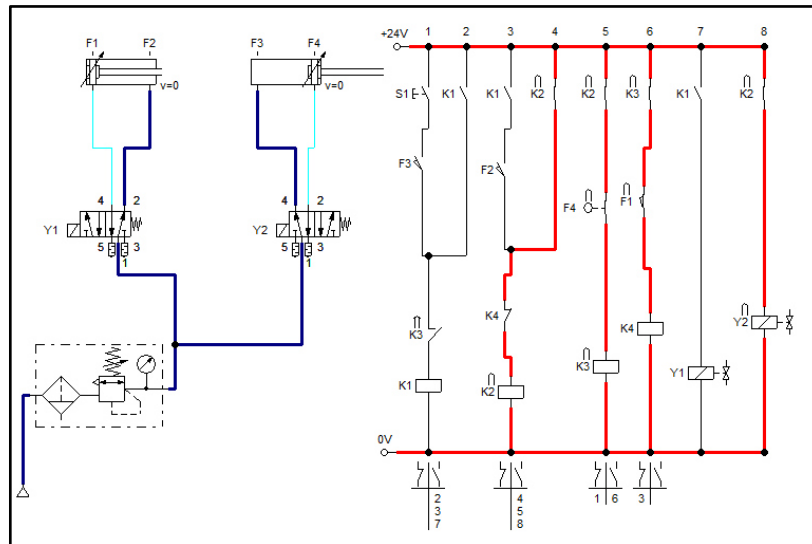 1 2 3 4 5 6 7 8
+24V
F1 F2 F3 F4
v=0 v=0
S1 K1 K1 K2 K2 K3 K1 K2
F3 F2 F4 F1
4 2 4 2
Y1 Y2
5 3 5 3
1 1
K3 K4 K4 Y2
K1 K2 K3 Y1
0V
2 4 1 6 3
3 5
7 8